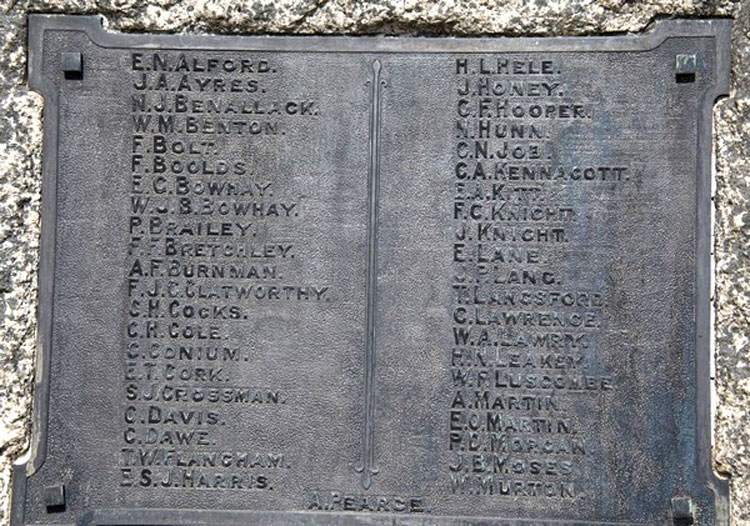 E.N.ALFORD.
J.A.AYRES.
N.J.BENALLACK.
W.M.BENTON.
F.BOLT.
F.BOOLDS.
E.C.BOWHAY.
W.J.B.BOWHAY.
P.BRAILEY.
F.F.BRETCHLEY.
A.F.BURNMAN.
F.J.C.CLATWORTHY.
C.H.COCKS.
C.H.COLE.
C.CONIUM.
E.T.CORK.
S.J.CROSSMAN.
C.DAVIS.
C.DAWE.
T.W.FLANGHAM.
E.S.J.HARRIS.
H.L.HELE.
J.HONEY.
C.F.HOOPER.
N.HUNN.
C.N.JOE.
C.A.KENNACOTT.
F.A.KITT.
F.C.KNIGHT.
J.KNIGHT.
E.LANE.
J.P.LANG.
T.LANGSFORD.
C.LAWRENCE.
W.A.LAWRY.
H.N.LEAKEY.
W.P.LUSCOMBE.
A.MARTIN.
E.C.MARTIN.
P.D.MORGAN.
J.B.MOSES.
W.MURTON.
A.PEARCE.